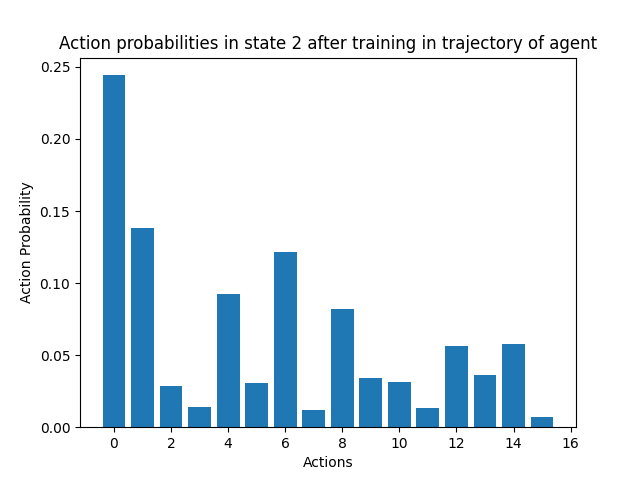 Action probabilities in state 2 after training in trajectory of agent
0.25
0.20
0.15
0.10
0.05
0.00
Action Probability
0 2 4 6 8 10 12 14 16
Actions